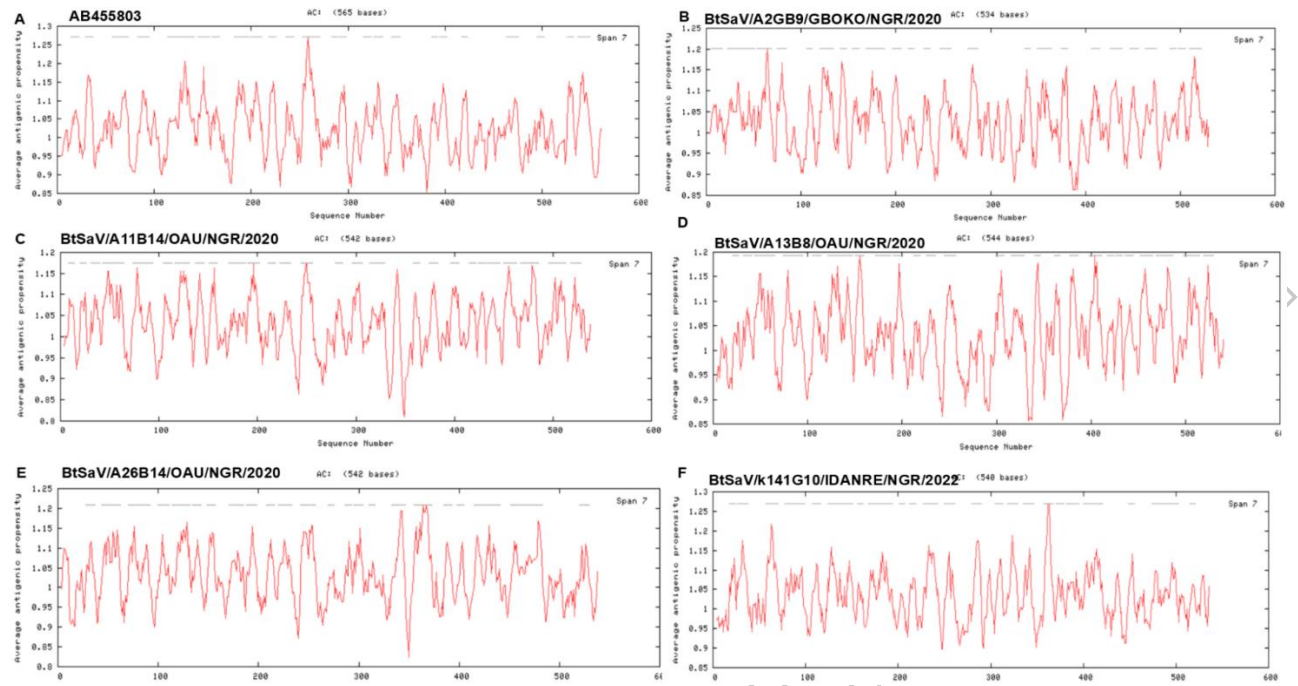 A
AB455803
AC: (565 bases)
1.3
1.25
1.2
1.15
1.1
1.05
1
0.95
0.9
0.85
Average antigenic propensity
Span 7
0 100 200 300 400 500 600
Sequence Number
B
BtSaV/A2GB9/GBOKO/NGR/2020
AC: (534 bases)
1.25
1.2
1.15
1.1
1.05
1
0.95
0.9
0.85
Average antigenic propensity
Span 7
0 100 200 300 400 500 600
Sequence Number
C
BtSaV/A11B14/OAU/NGR/2020
AC: (542 bases)
1.2
1.15
1.1
1.05
1
0.95
0.9
0.85
0.8
Average antigenic propensity
Span 7
0 100 200 300 400 500 600
Sequence Number
D
BtSaV/A13B8/OAU/NGR/2020
AC: (544 bases)
1.2
1.15
1.1
1.05
1
0.95
0.9
0.85
Average antigenic propensity
Span 7
0 100 200 300 400 500
E
BtSaV/A26B14/OAU/NGR/2020
AC: (542 bases)
1.25
1.2
1.15
1.1
1.05
1
0.95
0.9
0.85
0.8
Average antigenic propensity
Span 7
0 100 200 300 400 500
F
BtSaV/k141G10/IDANRE/NGR/2022
C: (540 bases)
1.3
1.25
1.2
1.15
1.1
1.05
1
0.95
0.9
0.85
Average antigenic propensity
Span 7
0 100 200 300 400 500 600